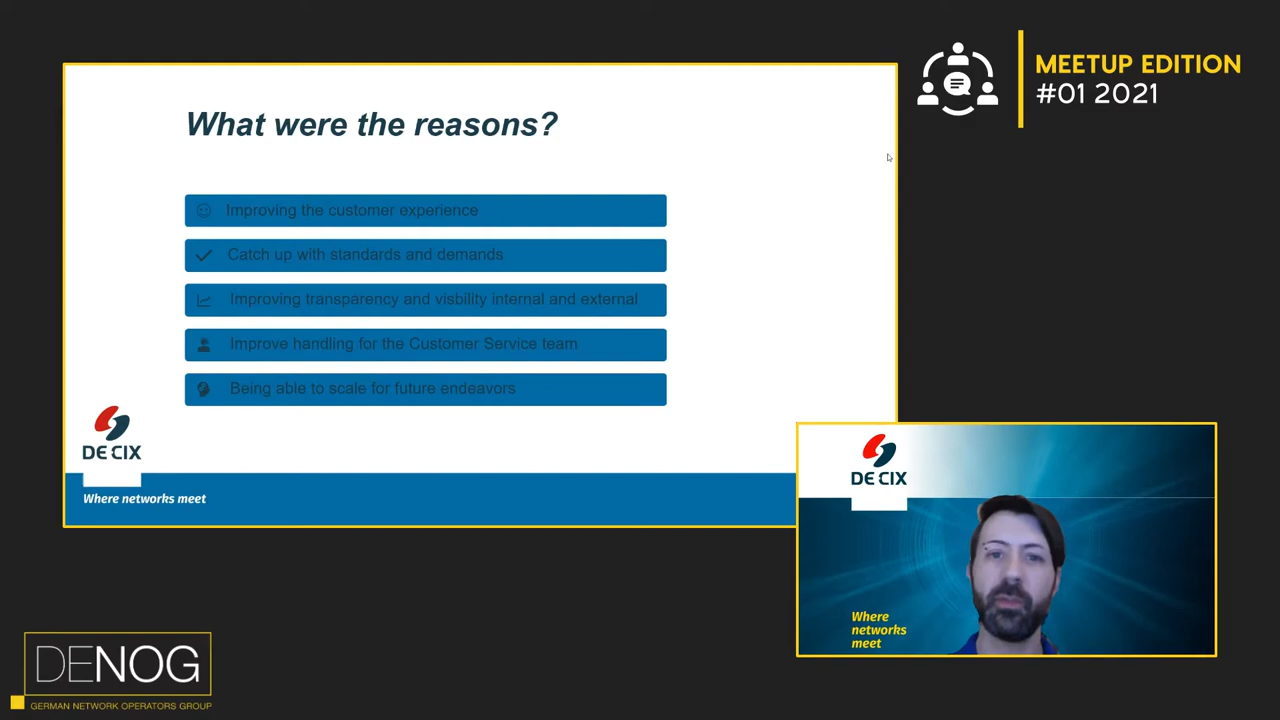 MEETUP EDITION
#01 2021
What were the reasons?
Improving the customer experience
Catch up with standards and demands
Improving transparency and visbility internal and external
Improve handling for the Customer Service team
Being able to scale for future endeavors
DE CIX
Where networks meet
DE CIX
Where
networks
meet
DENOG
GERMAN NETWORK OPERATORS GROUP